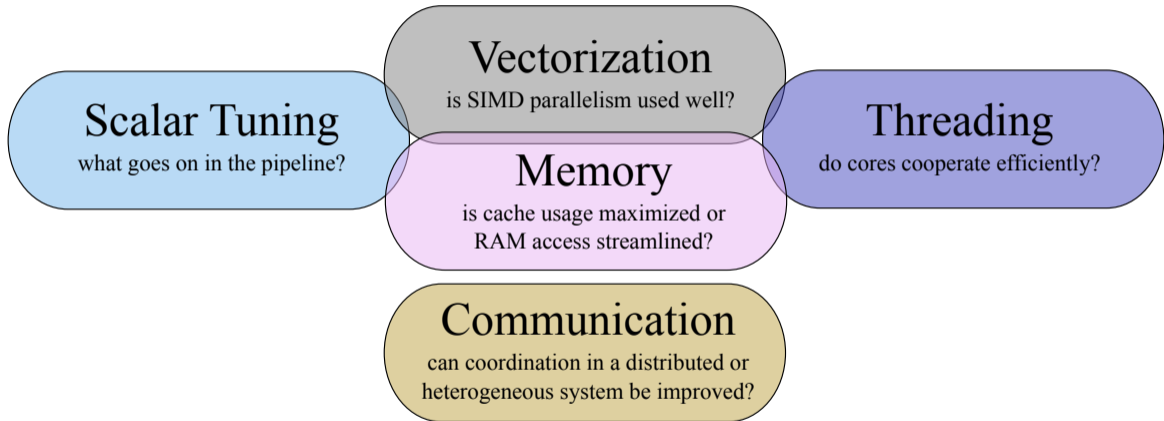 Vectorization
is SIMD parallelism used well?
Scalar Tuning
what goes on in the pipeline?
Threading
do cores cooperate efficiently?
Memory
is cache usage maximized or
RAM access streamlined?
Communication
can coordination in a distributed or
heterogeneous system be improved?